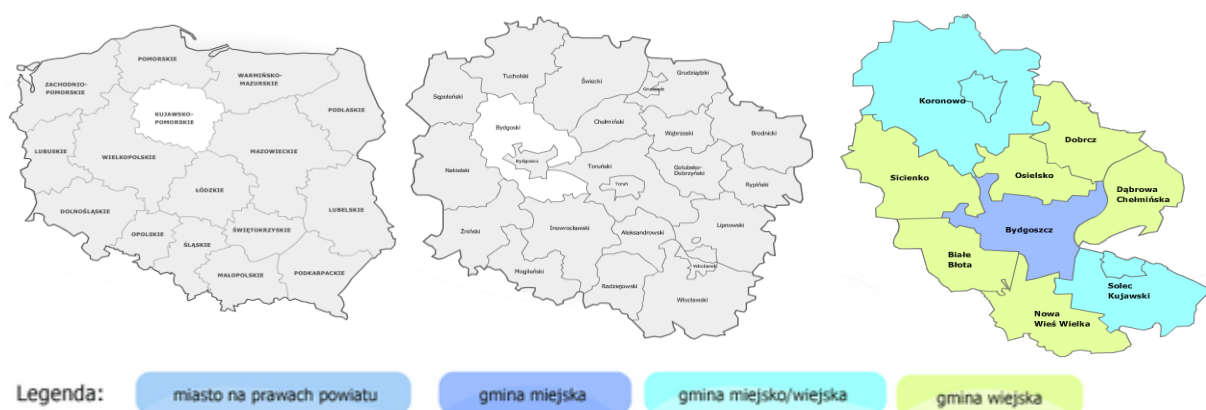 POMORSKIE
ZACHODNIO-
POMORSKIE
WARMIŃSKO-
MAZURSKIE
PODLASKIE
KUJAWSKO-
POMORSKIE
LUBUSKIE
WIELKOPOLSKIE
MAZOWIECKIE
ŁÓDZKIE
DOLNOŚLĄSKIE
LUBELSKIE
OPOLSKIE
ŚLĄSKIE
ŚWIĘTOKRZYSKIE
MAŁOPOLSKIE
PODKARPACKIE
Tucholski
Świecki
Grudziądzki
Grudziądz
Sępoleński
Bydgoski
Chełmiński
Wąbrzeski
Brodnicki
Bydgoszcz
Nakielski
Toruński
Golubsko-
Dobrzyński
Rypiński
Toruń
Żniński
Inowrocławski
Aleksandrowski
Lipnowski
Mogileński
Włocławek
Radziejowski
Włocławski
Koronowo
Dobrcz
Sicienko
Osielsko
Dąbrowa
Chełmińska
Bydgoszcz
Białe
Błota
Solec
Kujawski
Nowa
Wieś Wielka
Legenda:
miasto na prawach powiatu
gmina miejska
gmina miejsko/wiejska
gmina wiejska